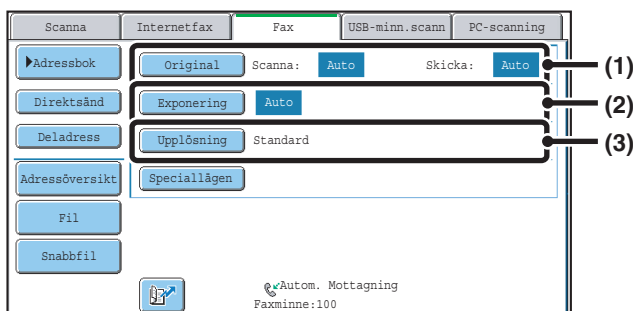 Scanna Internetfax Fax USB-minn.scann PC-scanning
Adressbok Original Scanna: Auto Skicka: Auto (1)
Direktsänd Exponering Auto (2)
Deladress Upplösning Standard (3)
Adressöversikt Speciallägen
Fil
Snabbfil
Autom. Mottagning
Faxminne:100